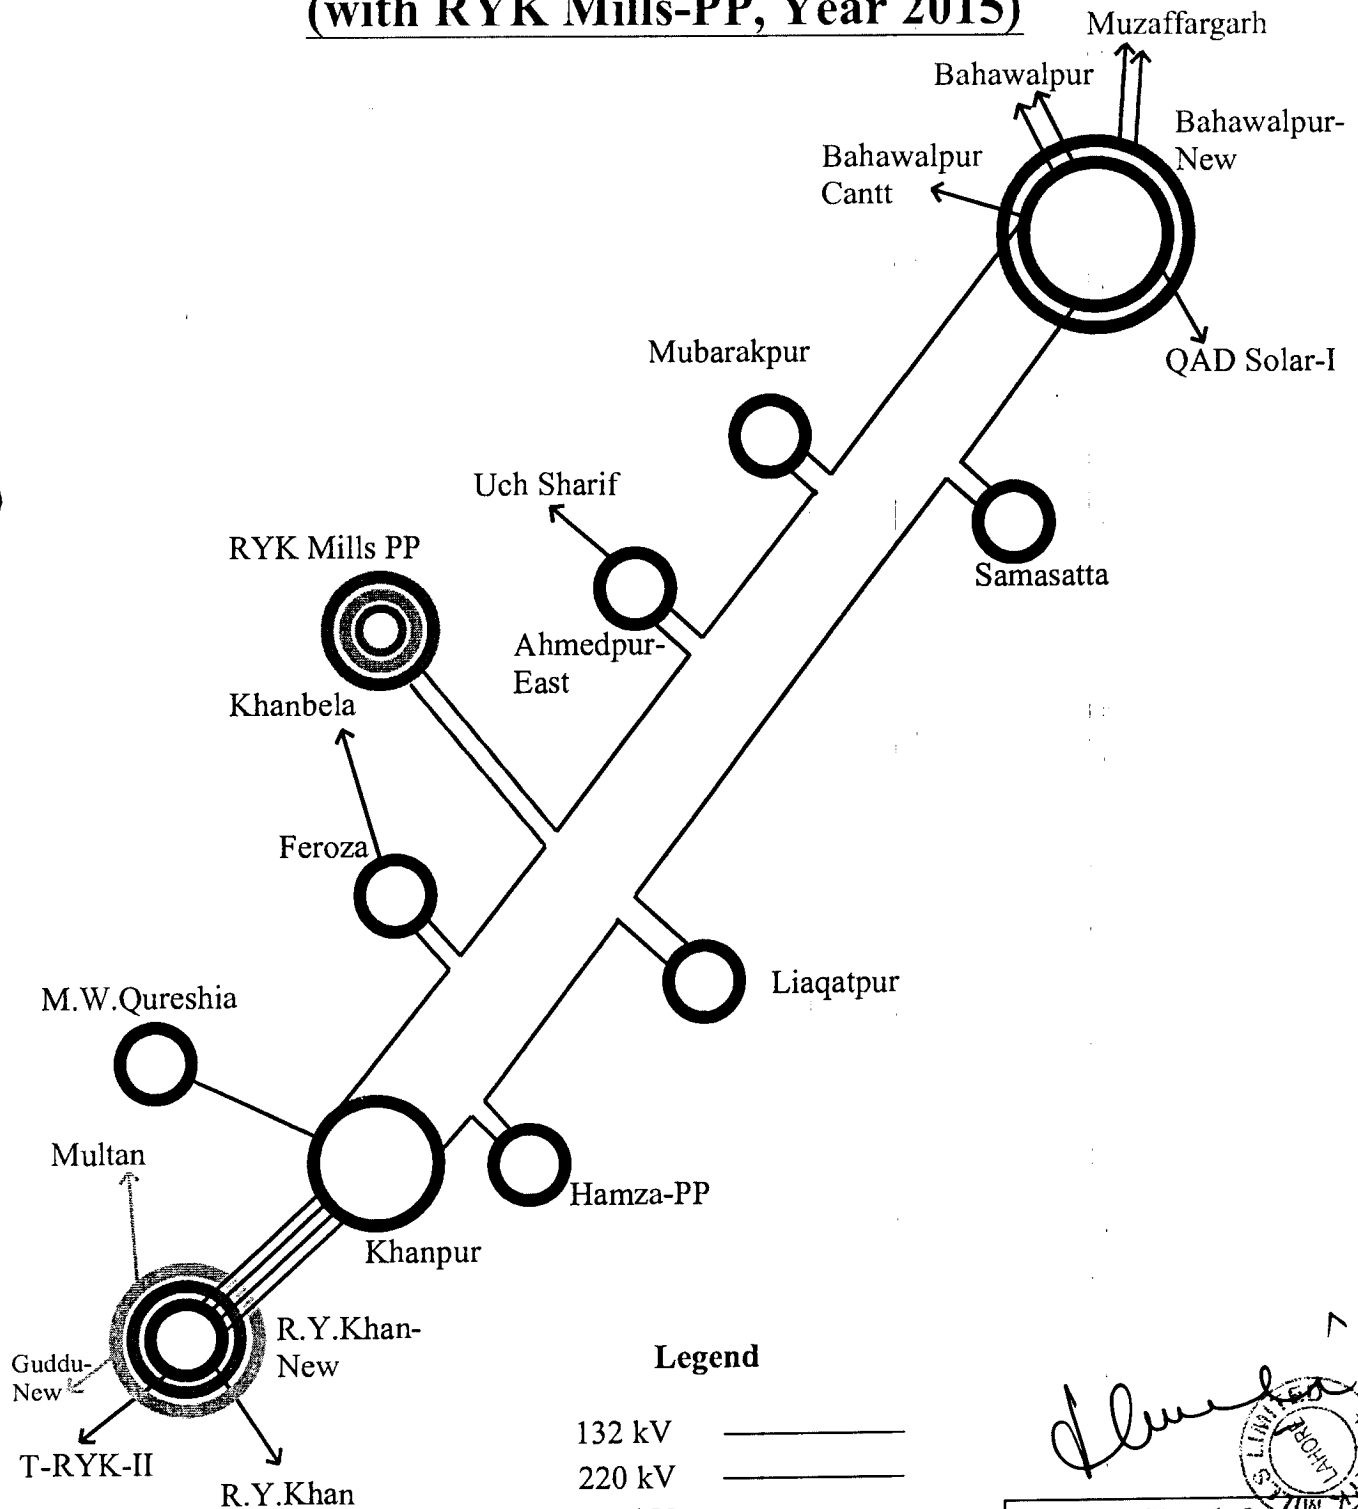 (with RYK Mills-PP, Year 2015)
Muzaffargarh
Bahawalpur
Bahawalpur-
New
Bahawalpur
Cantt
QAD Solar-I
Mubarakpur
Samasatta
Uch Sharif
RYK Mills PP
Ahmedpur-
East
Khanbela
Feroza
Liaqatpur
M.W.Qureshia
Multan
Hamza-PP
Khanpur
R.Y.Khan-
New
Guddu-
New
T-RYK-II
R.Y.Khan
Legend
132 kV
220 kV
LIMITED
LAHORE